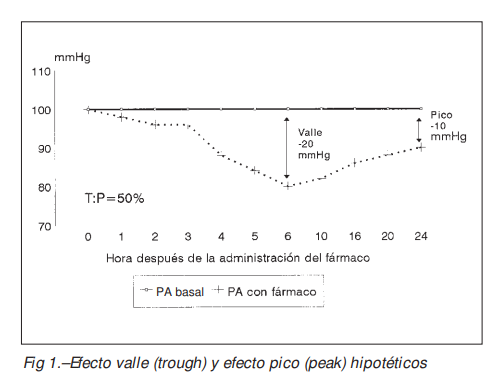 mmHg
110
100
90
80
70
Valle
-20
mmHg
Pico
-10
mmHg
T:P=50%
0 1 2 3 4 5 6 10 16 20 24
Hora después de la administración del fármaco
PA basal PA con fármaco
Fig 1.–Efecto valle (trough) y efecto pico (peak) hipotéticos